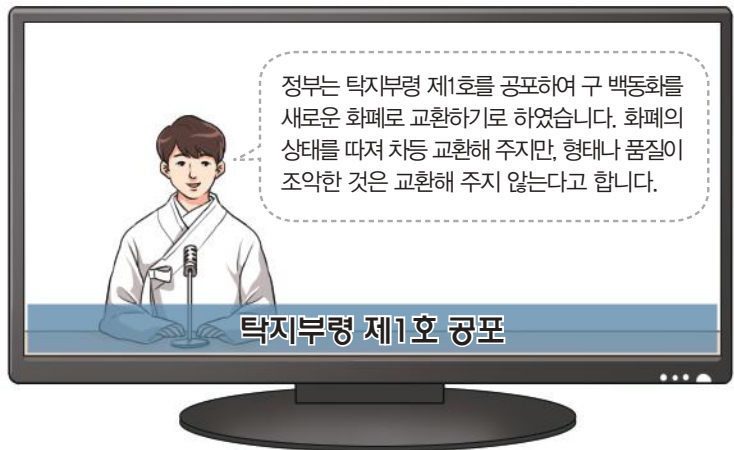 정부는 탁지부령 제1호를 공포하여 구 백동화를
새로운 화폐로 교환하기로 하였습니다. 화폐의
상태를 따져 차등 교환해 주지만, 형태나 품질이
조악한 것은 교환해 주지 않는다고 합니다.
탁지부령 제1호 공포